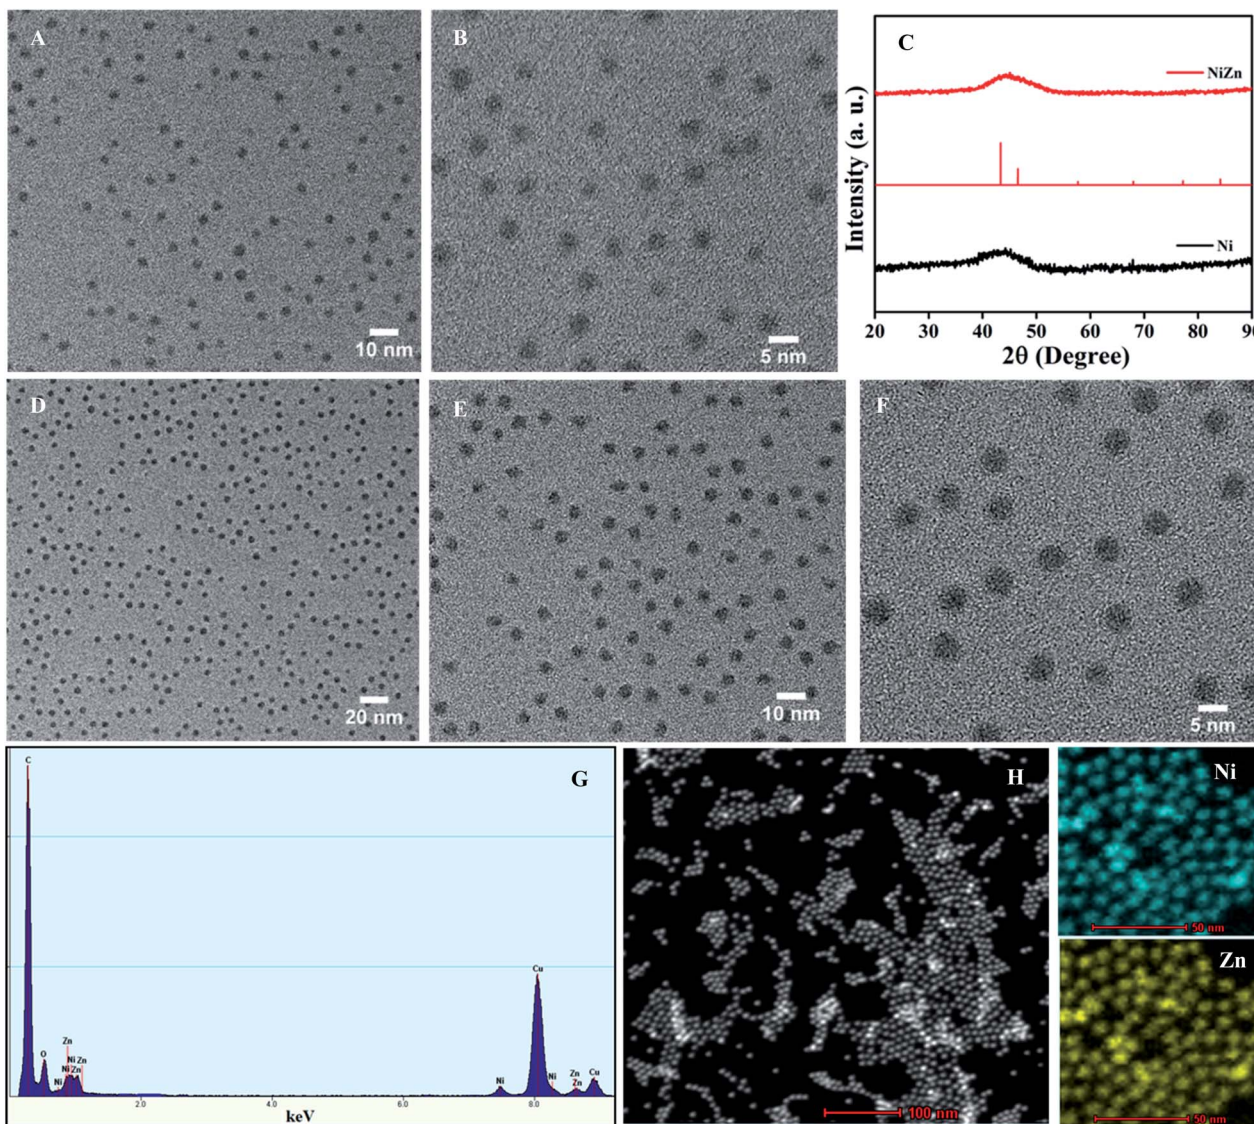 A
10 nm
B
5 nm
C
NiZn
Ni
Intensity (a. u.)
20 30 40 50 60 70 80 90
2θ (Degree)
D
20 nm
E
10 nm
F
5 nm
G
C
O
Ni
Zn
Ni
Ni
Zn
Zn
Ni
Cu
Ni
Zn
Zn
Cu
2.0 4.0 6.0 8.0
keV
H
100 nm
Ni
50 nm
Zn
50 nm